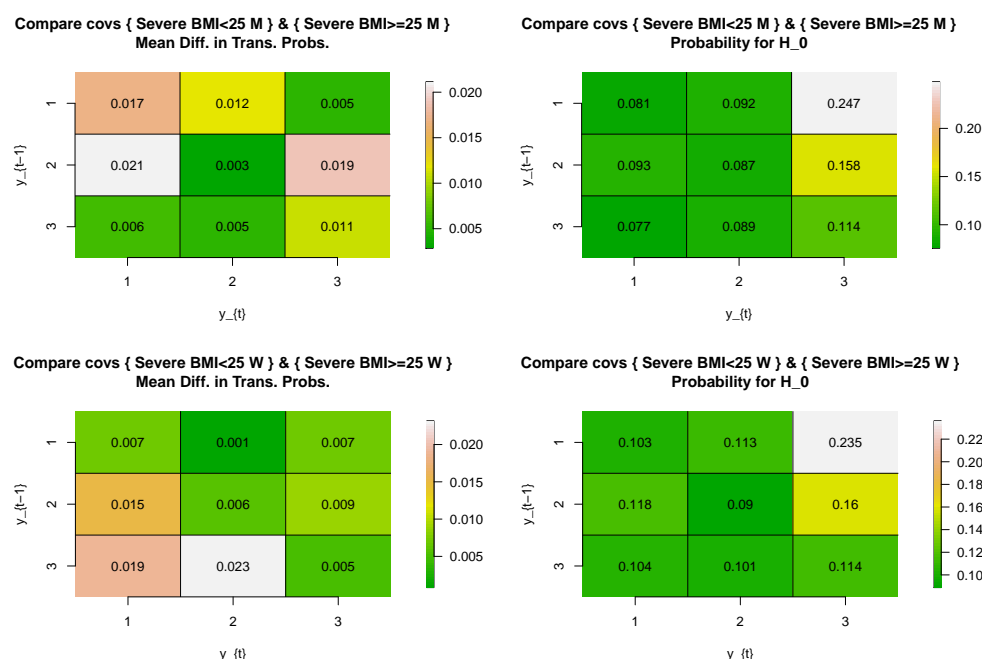 Compare covs { Severe BMI<25 M } & { Severe BMI>=25 M }
Mean Diff. in Trans. Probs.
y_{t−1}
1 0.017 0.012 0.005
2 0.021 0.003 0.019
3 0.006 0.005 0.011
1 2 3
y_{t}
0.020
0.015
0.010
0.005
Compare covs { Severe BMI<25 M } & { Severe BMI>=25 M }
Probability for H_0
y_{t−1}
1 0.081 0.092 0.247
2 0.093 0.087 0.158
3 0.077 0.089 0.114
1 2 3
y_{t}
0.20
0.15
0.10
Compare covs { Severe BMI<25 W } & { Severe BMI>=25 W }
Mean Diff. in Trans. Probs.
y_{t−1}
1 0.007 0.001 0.007
2 0.015 0.006 0.009
3 0.019 0.023 0.005
1 2 3
y_{t}
0.020
0.015
0.010
0.005
Compare covs { Severe BMI<25 W } & { Severe BMI>=25 W }
Probability for H_0
y_{t−1}
1 0.103 0.113 0.235
2 0.118 0.09 0.16
3 0.104 0.101 0.114
1 2 3
y_{t}
0.22
0.20
0.18
0.16
0.14
0.12
0.10